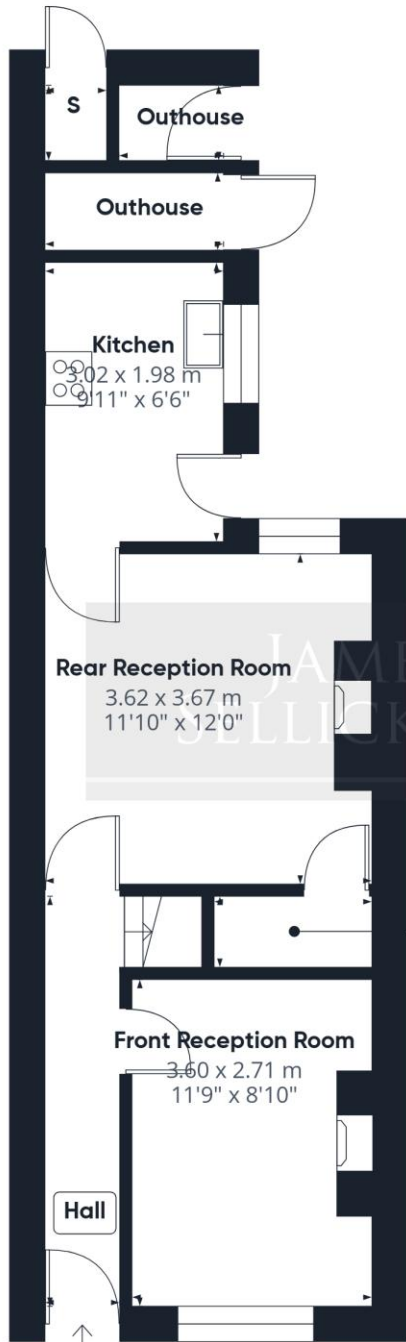 S
Outhouse
Outhouse
Kitchen
3.02 x 1.98 m
9'11" x 6'6"
Rear Reception Room
3.62 x 3.67 m
11'10" x 12'0"
Front Reception Room
3.60 x 2.71 m
11'9" x 8'10"
Hall